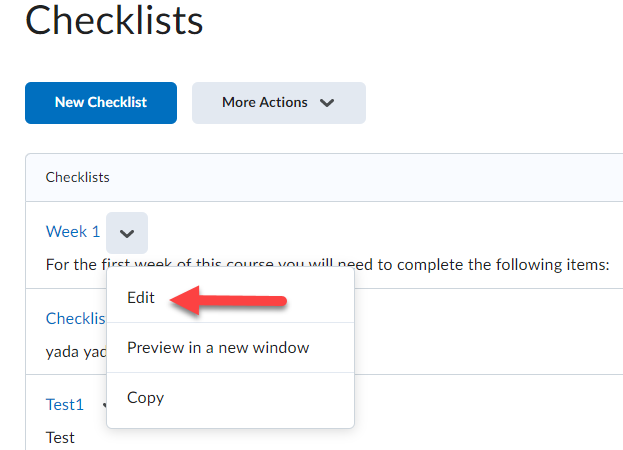 Checklists
New Checklist
More Actions
Checklists
Week 1
For the first week of this course you will need to complete the following items:
Edit
Checklis
Preview in a new window
yada yad
Copy
Test1
Test